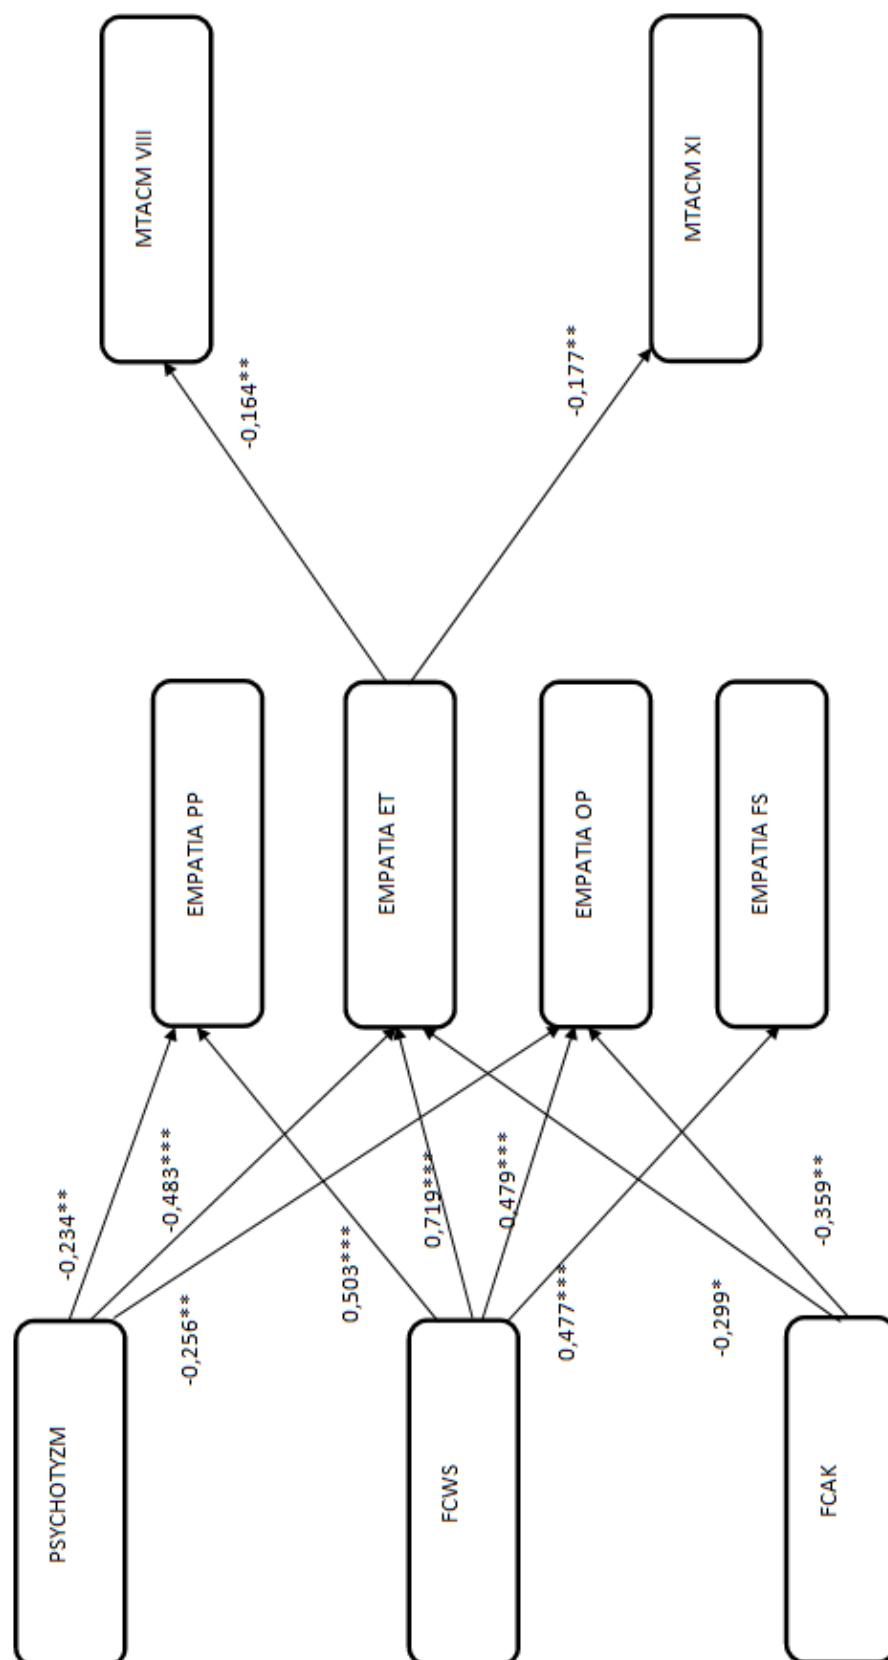 MTACM VIII
MTACM XI
-0,164**
-0,177**
EMPATIA PP
EMPATIA ET
EMPATIA OP
EMPATIA FS
-0,234**
-0,483***
-0,256**
0,503***
0,719***
0,479***
0,477***
-0,299*
-0,359**
PSYCHOTYZM
FCWS
FCAK